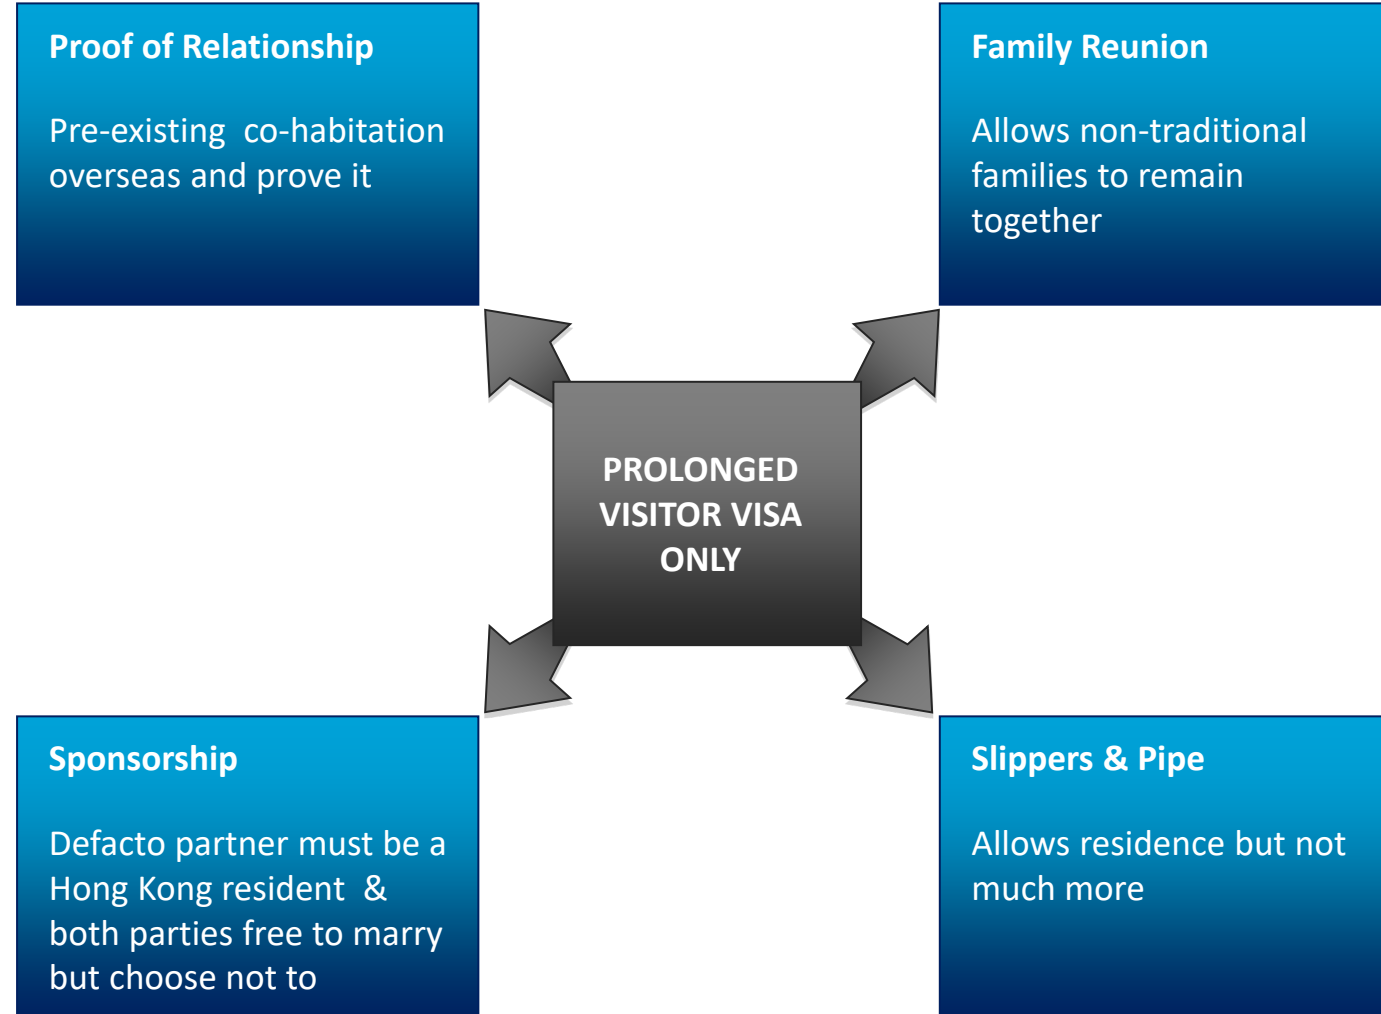 Proof of Relationship
Pre-existing  co-habitation
overseas and prove it
Family Reunion
Allows non-traditional
families to remain
together
PROLONGED
VISITOR VISA
ONLY
Sponsorship
Defacto partner must be a
Hong Kong resident  &
both parties free to marry
but choose not to
Slippers & Pipe
Allows residence but not
much more